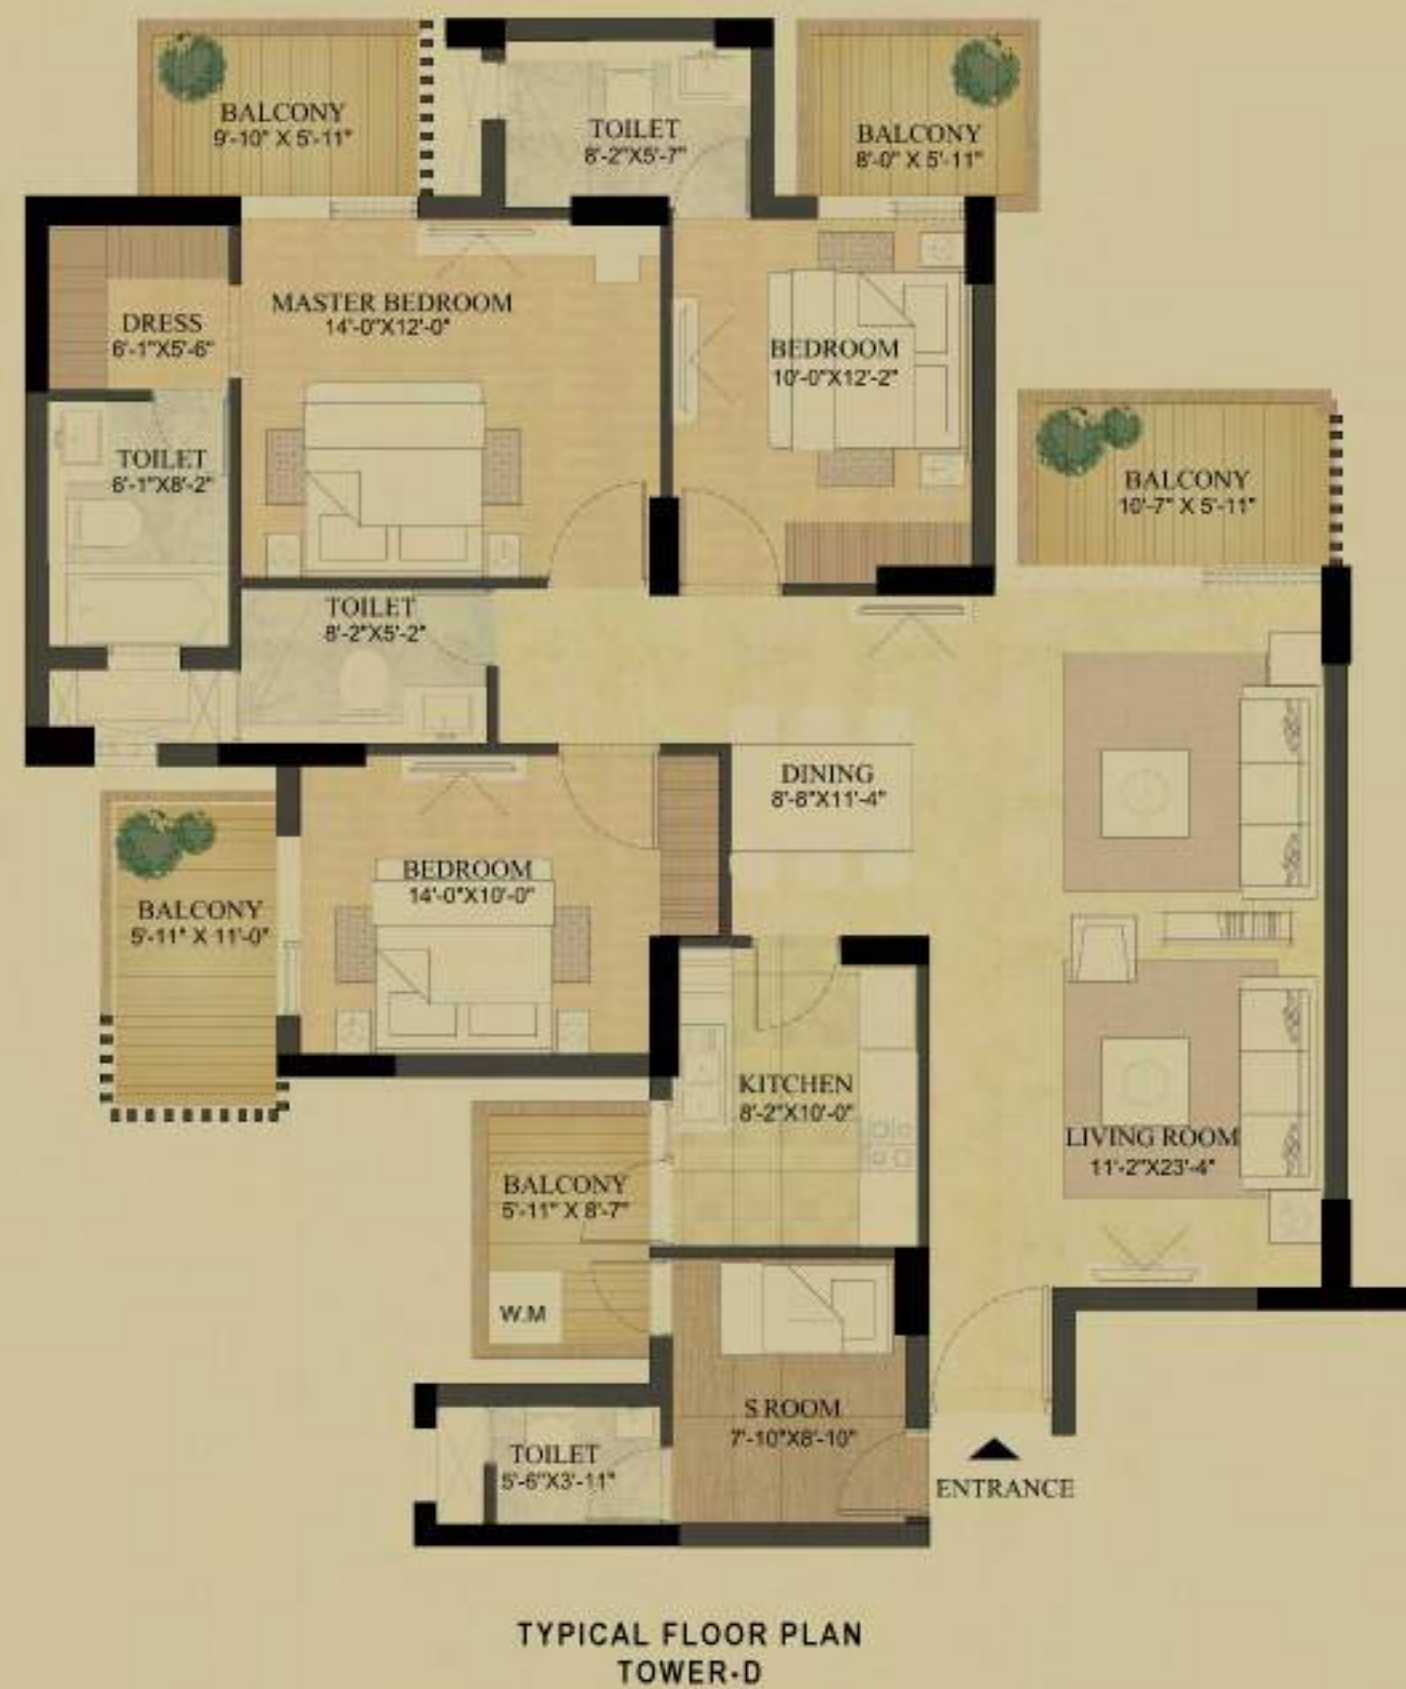 BALCONY
9'-10" X 5'-11"
TOILET
8'-2"X5'-7"
BALCONY
8'-0" X 5'-11"
MASTER BEDROOM
14'-0"X12'-0"
DRESS
6'-1"X5'-6"
BEDROOM
10'-0"X12'-2"
TOILET
6'-1"X8'-2"
BALCONY
10'-7" X 5'-11"
TOILET
8'-2"X5'-2"
DINING
8'-8"X11'-4"
BEDROOM
14'-0"X10'-0"
BALCONY
5'-11" X 11'-0"
KITCHEN
8'-2"X10'-0"
LIVING ROOM
11'-2"X23'-4"
BALCONY
5'-11" X 8'-7"
W.M
S ROOM
7'-10"X8'-10"
TOILET
5'-6"X3'-11"
ENTRANCE
TYPICAL FLOOR PLAN
TOWER-D